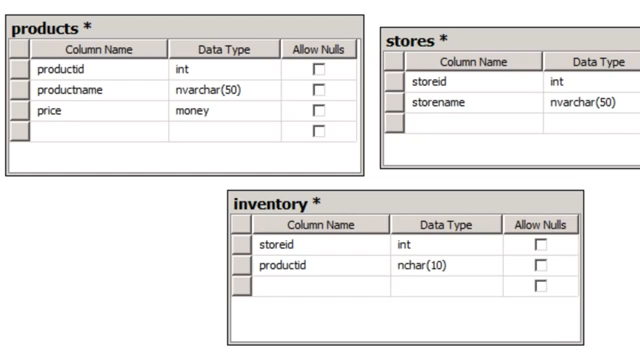 products *
Column Name Data Type Allow Nulls
productid int
productname nvarchar(50)
price money
stores *
Column Name Data Type
storeid int
storename nvarchar(50)
inventory *
Column Name Data Type Allow Nulls
storeid int
productid nchar(10)